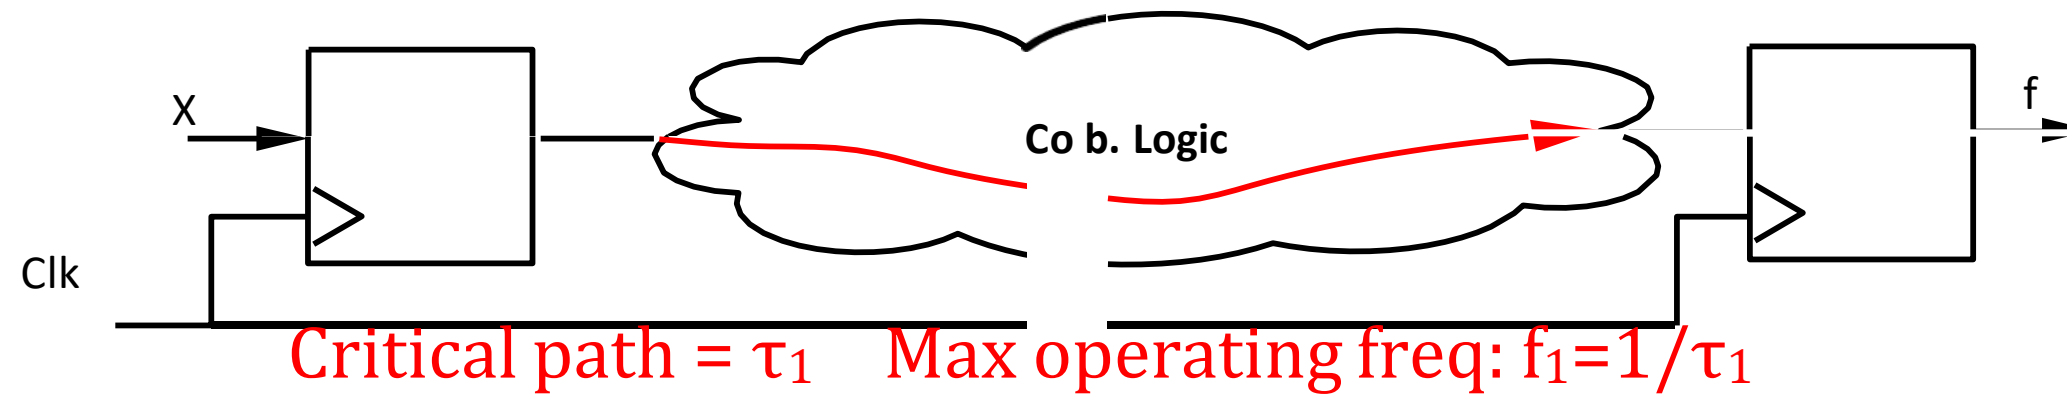 X
f
Co b. Logic
Clk
Critical path = τ₁ Max operating freq: f₁=1/τ₁